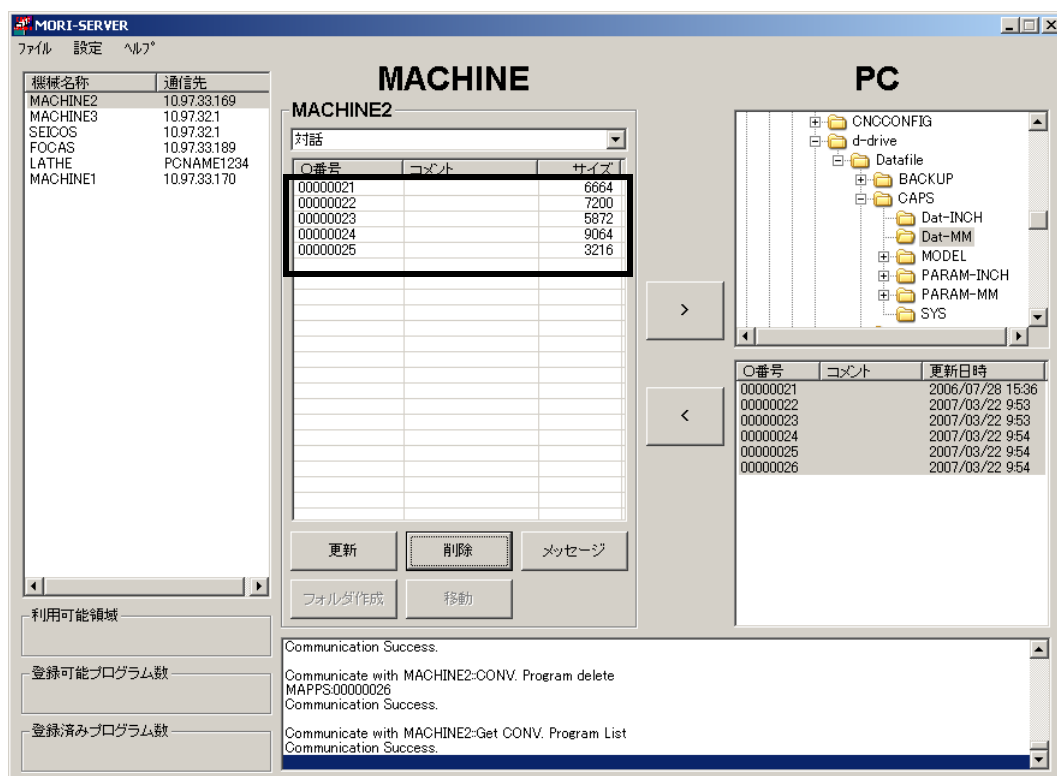 MORI-SERVER
ファイル 設定 ヘルプ
機械名称 通信先
MACHINE2 10.97.33.169
MACHINE3 10.97.32.1
SEICOS 10.97.32.1
FOCAS 10.97.33.189
LATHE PCNAME1234
MACHINE1 10.97.33.170
利用可能領域
登録可能プログラム数
登録済みプログラム数
MACHINE
MACHINE2
対話
O番号 コメント サイズ
00000021 6664
00000022 7200
00000023 5872
00000024 9064
00000025 3216
更新 削除 メッセージ
フォルダ作成 移動
>
<
PC
CNCCONFIG
d-drive
Datafile
BACKUP
CAPS
Dat-INCH
Dat-MM
MODEL
PARAM-INCH
PARAM-MM
SYS
O番号 コメント 更新日時
00000021 2006/07/28 15:36
00000022 2007/03/22 9:53
00000023 2007/03/22 9:53
00000024 2007/03/22 9:54
00000025 2007/03/22 9:54
00000026 2007/03/22 9:54
Communication Success.
Communicate with MACHINE2::CONV. Program delete
MAPPS:00000026
Communication Success.
Communicate with MACHINE2::Get CONV. Program List
Communication Success.